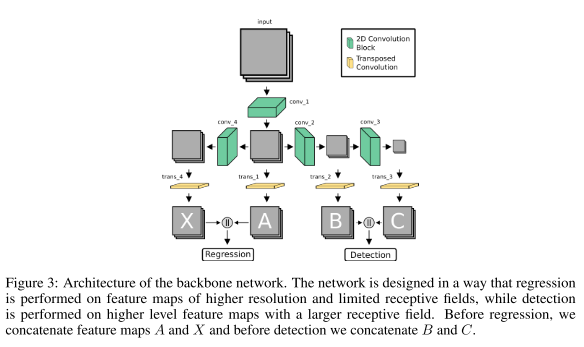 input
2D Convolution
Block
Transposed
Convolution
conv_1
conv_4
conv_2
conv_3
trans_4
trans_1
trans_2
trans_3
X
||
A
B
||
C
Regression
Detection
Figure 3: Architecture of the backbone network. The network is designed in a way that regression
is performed on feature maps of higher resolution and limited receptive fields, while detection
is performed on higher level feature maps with a larger receptive field. Before regression, we
concatenate feature maps A and X and before detection we concatenate B and C.